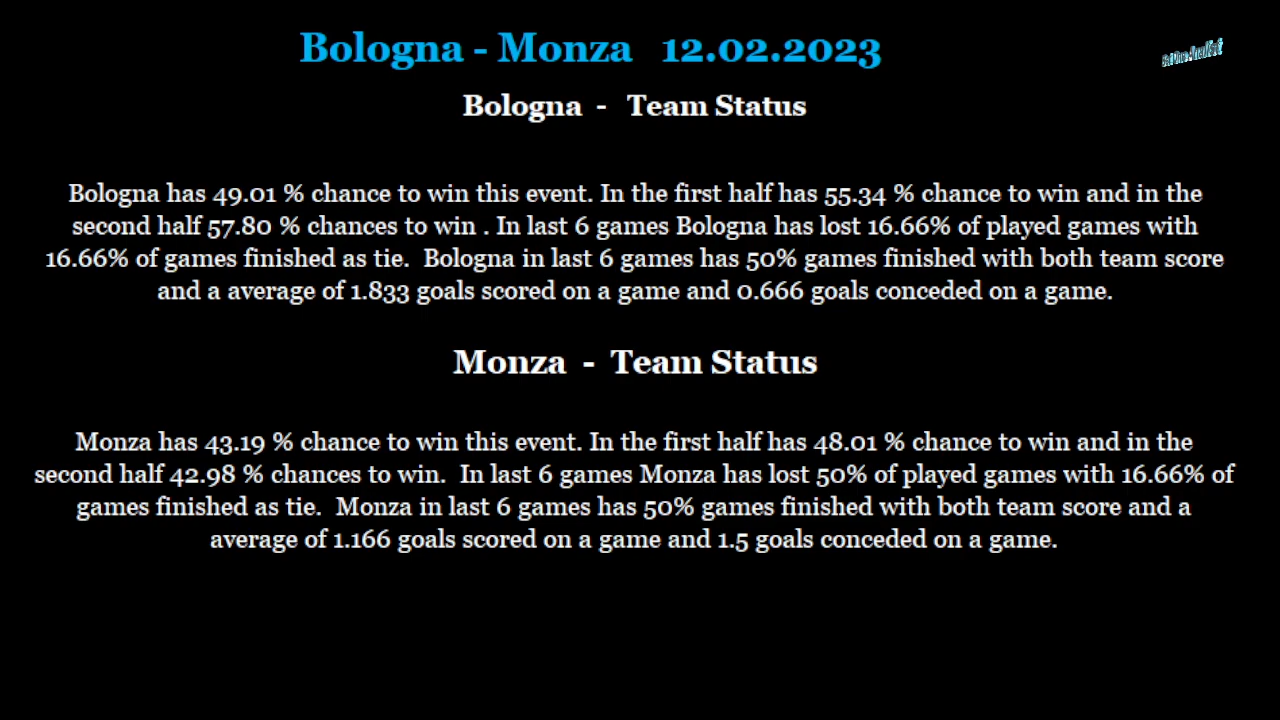 Bologna - Monza 12.02.2023
Bet One Analist
Bologna - Team Status
Bologna has 49.01 % chance to win this event. In the first half has 55.34 % chance to win and in the
second half 57.80 % chances to win . In last 6 games Bologna has lost 16.66% of played games with
16.66% of games finished as tie. Bologna in last 6 games has 50% games finished with both team score
and a average of 1.833 goals scored on a game and 0.666 goals conceded on a game.
Monza - Team Status
Monza has 43.19 % chance to win this event. In the first half has 48.01 % chance to win and in the
second half 42.98 % chances to win. In last 6 games Monza has lost 50% of played games with 16.66% of
games finished as tie. Monza in last 6 games has 50% games finished with both team score and a
average of 1.166 goals scored on a game and 1.5 goals conceded on a game.